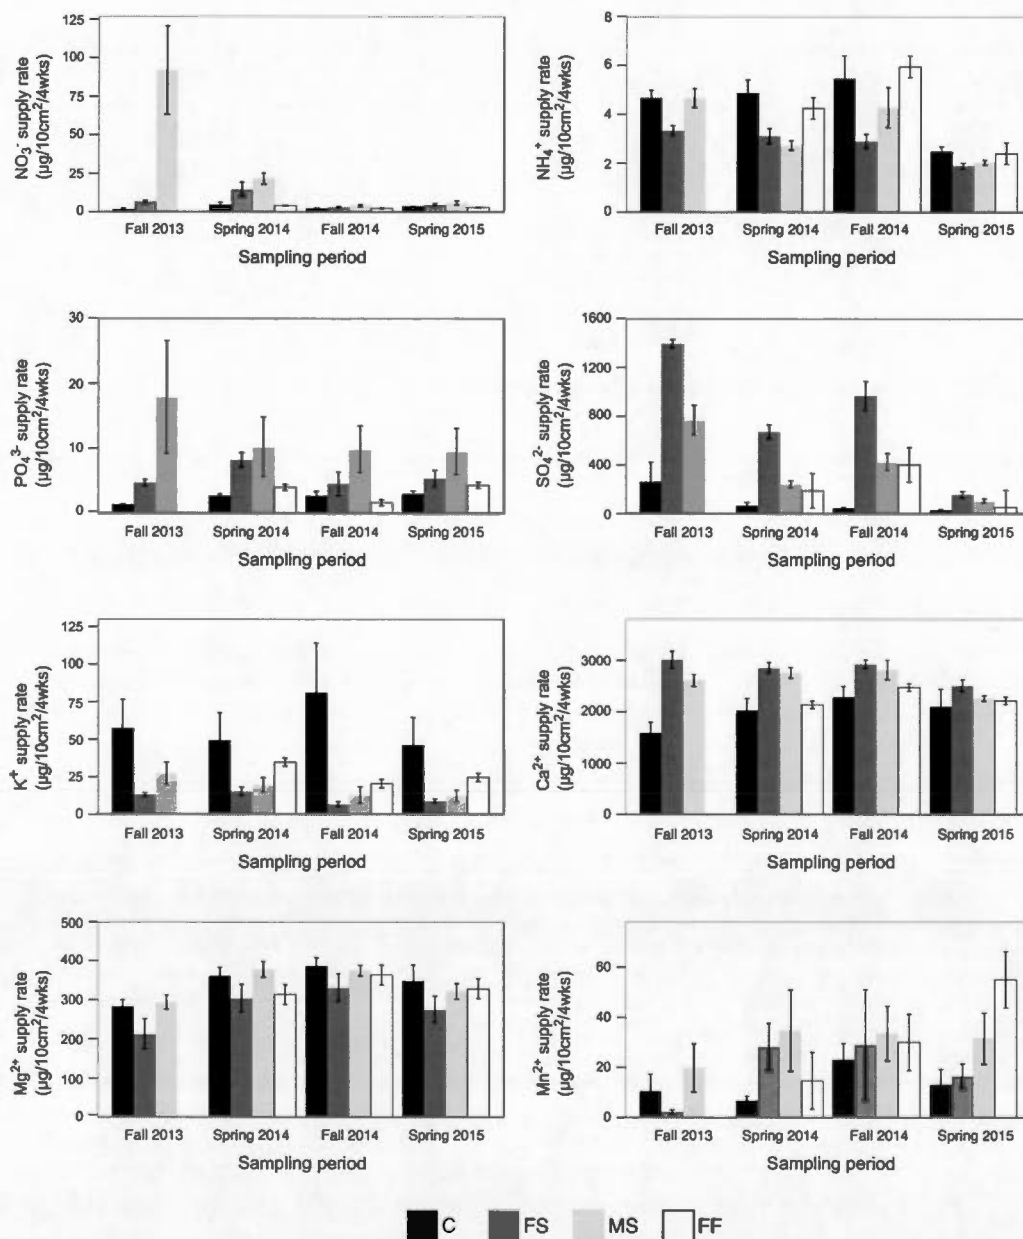 NO₃⁻ supply rate
(µg/10cm²/4wks)
125
100
75
50
25
0
Fall 2013 Spring 2014 Fall 2014 Spring 2015
Sampling period
NH₄⁺ supply rate
(µg/10cm²/4wks)
8
6
4
2
0
Fall 2013 Spring 2014 Fall 2014 Spring 2015
Sampling period
PO₄³⁻ supply rate
(µg/10cm²/4wks)
30
20
10
0
Fall 2013 Spring 2014 Fall 2014 Spring 2015
Sampling period
SO₄²⁻ supply rate
(µg/10cm²/4wks)
1600
1200
800
400
0
Fall 2013 Spring 2014 Fall 2014 Spring 2015
Sampling period
K⁺ supply rate
(µg/10cm²/4wks)
125
100
75
50
25
0
Fall 2013 Spring 2014 Fall 2014 Spring 2015
Sampling period
Ca²⁺ supply rate
(µg/10cm²/4wks)
3000
2000
1000
0
Fall 2013 Spring 2014 Fall 2014 Spring 2015
Sampling period
Mg²⁺ supply rate
(µg/10cm²/4wks)
500
400
300
200
100
0
Fall 2013 Spring 2014 Fall 2014 Spring 2015
Sampling period
Mn²⁺ supply rate
(µg/10cm²/4wks)
60
40
20
0
Fall 2013 Spring 2014 Fall 2014 Spring 2015
Sampling period
C FS MS FF